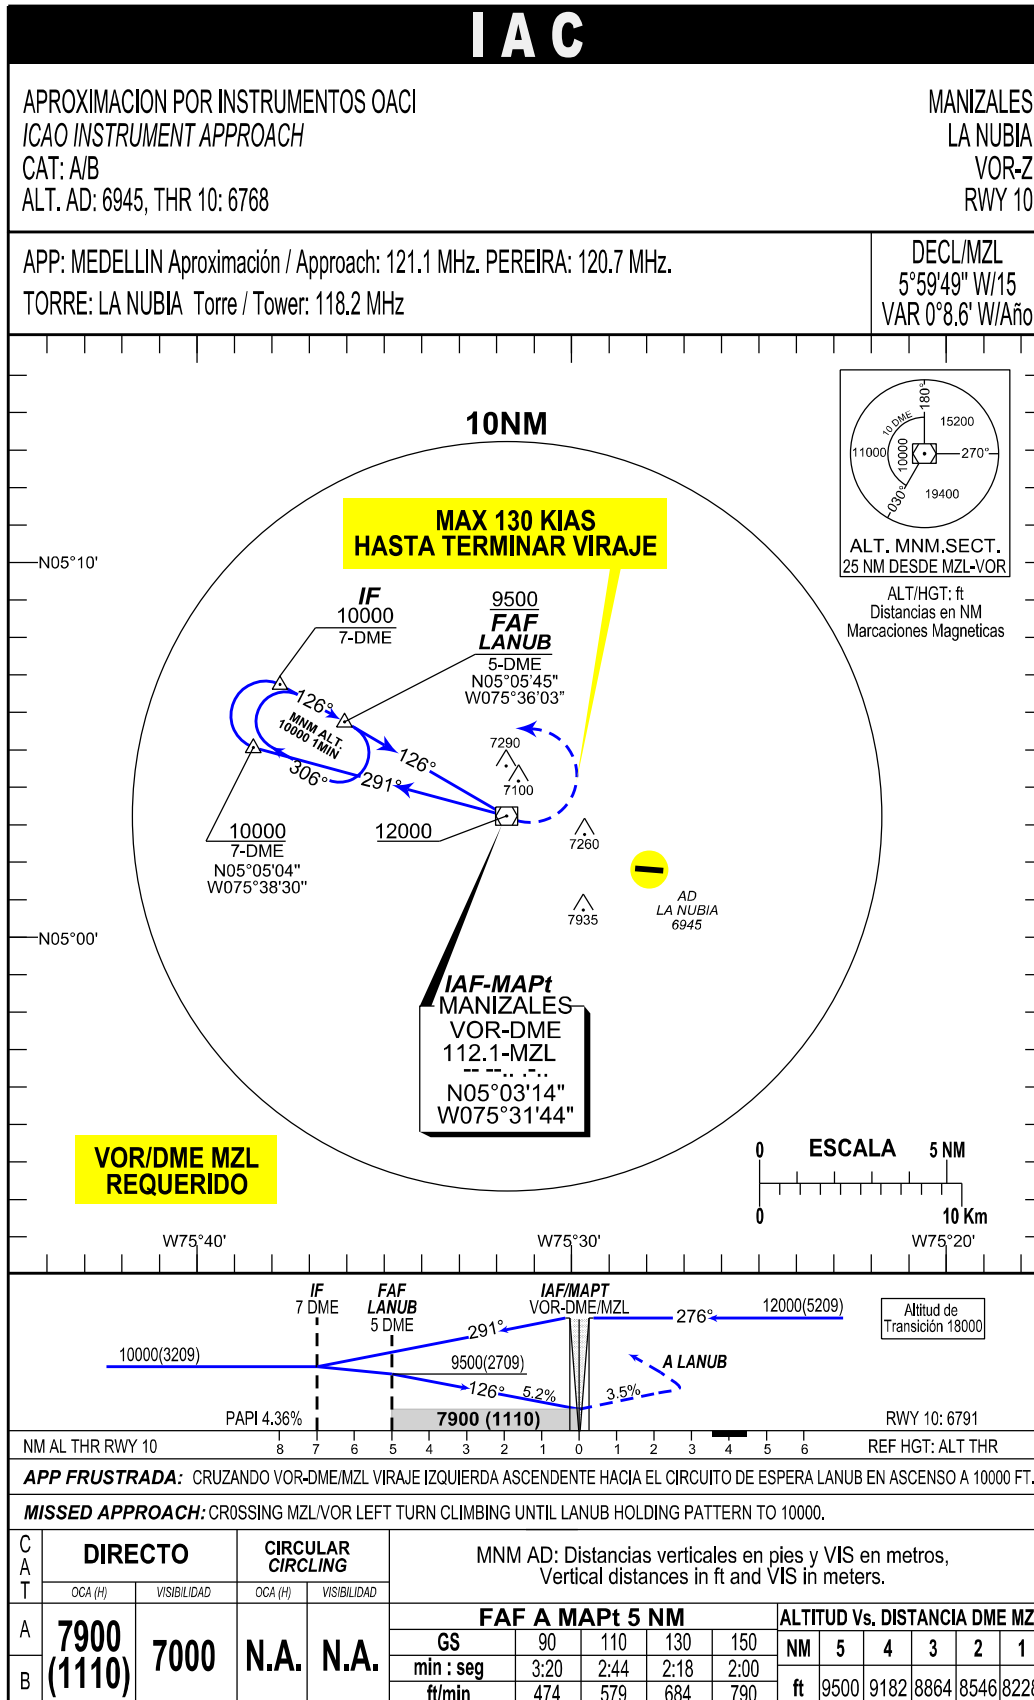 IAC
APROXIMACION POR INSTRUMENTOS OACI
ICAO INSTRUMENT APPROACH
CAT: A/B
ALT. AD: 6945, THR 10: 6768
MANIZALES
LA NUBIA
VOR-Z
RWY 10
APP: MEDELLIN Aproximación / Approach: 121.1 MHz. PEREIRA: 120.7 MHz.
TORRE: LA NUBIA Torre / Tower: 118.2 MHz
DECL/MZL
5°59'49" W/15
VAR 0°8.6' W/Año
10NM
MAX 130 KIAS
HASTA TERMINAR VIRAJE
180°
10 DME
15200
11000
10000
270°
030°
19400
ALT. MNM.SECT.
25 NM DESDE MZL-VOR
ALT/HGT: ft
Distancias en NM
Marcaciones Magneticas
N05°10'
IF
10000
7-DME
9500
FAF
LANUB
5-DME
N05°05'45"
W075°36'03"
126°
MNM ALT.
10000 1MIN
126°
306°
291°
7290
7100
10000
7-DME
N05°05'04"
W075°38'30"
12000
7260
7935
AD
LA NUBIA
6945
N05°00'
IAF-MAPt
MANIZALES
VOR-DME
112.1-MZL
-- --.. .-..
N05°03'14"
W075°31'44"
VOR/DME MZL
REQUERIDO
0 ESCALA 5 NM
0 10 Km
W75°40' W75°30' W75°20'
IF
7 DME
FAF
LANUB
5 DME
IAF/MAPT
VOR-DME/MZL
12000(5209)
276°
291°
Altitud de
Transición 18000
10000(3209)
9500(2709)
A LANUB
126°
5.2%
3.5%
PAPI 4.36%
7900 (1110)
RWY 10: 6791
NM AL THR RWY 10
8 7 6 5 4 3 2 1 0 1 2 3 4 5 6
REF HGT: ALT THR
APP FRUSTRADA: CRUZANDO VOR-DME/MZL VIRAJE IZQUIERDA ASCENDENTE HACIA EL CIRCUITO DE ESPERA LANUB EN ASCENSO A 10000 FT.
MISSED APPROACH: CROSSING MZL/VOR LEFT TURN CLIMBING UNTIL LANUB HOLDING PATTERN TO 10000.
CAT
DIRECTO
CIRCULAR
CIRCLING
OCA (H) VISIBILIDAD OCA (H) VISIBILIDAD
MNM AD: Distancias verticales en pies y VIS en metros,
Vertical distances in ft and VIS in meters.
A
B
7900
(1110)
7000
N.A. N.A.
FAF A MAPt 5 NM
GS 90 110 130 150
min : seg 3:20 2:44 2:18 2:00
ft/min 474 579 684 790
ALTITUD Vs. DISTANCIA DME MZ
NM 5 4 3 2 1
ft 9500 9182 8864 8546 8228